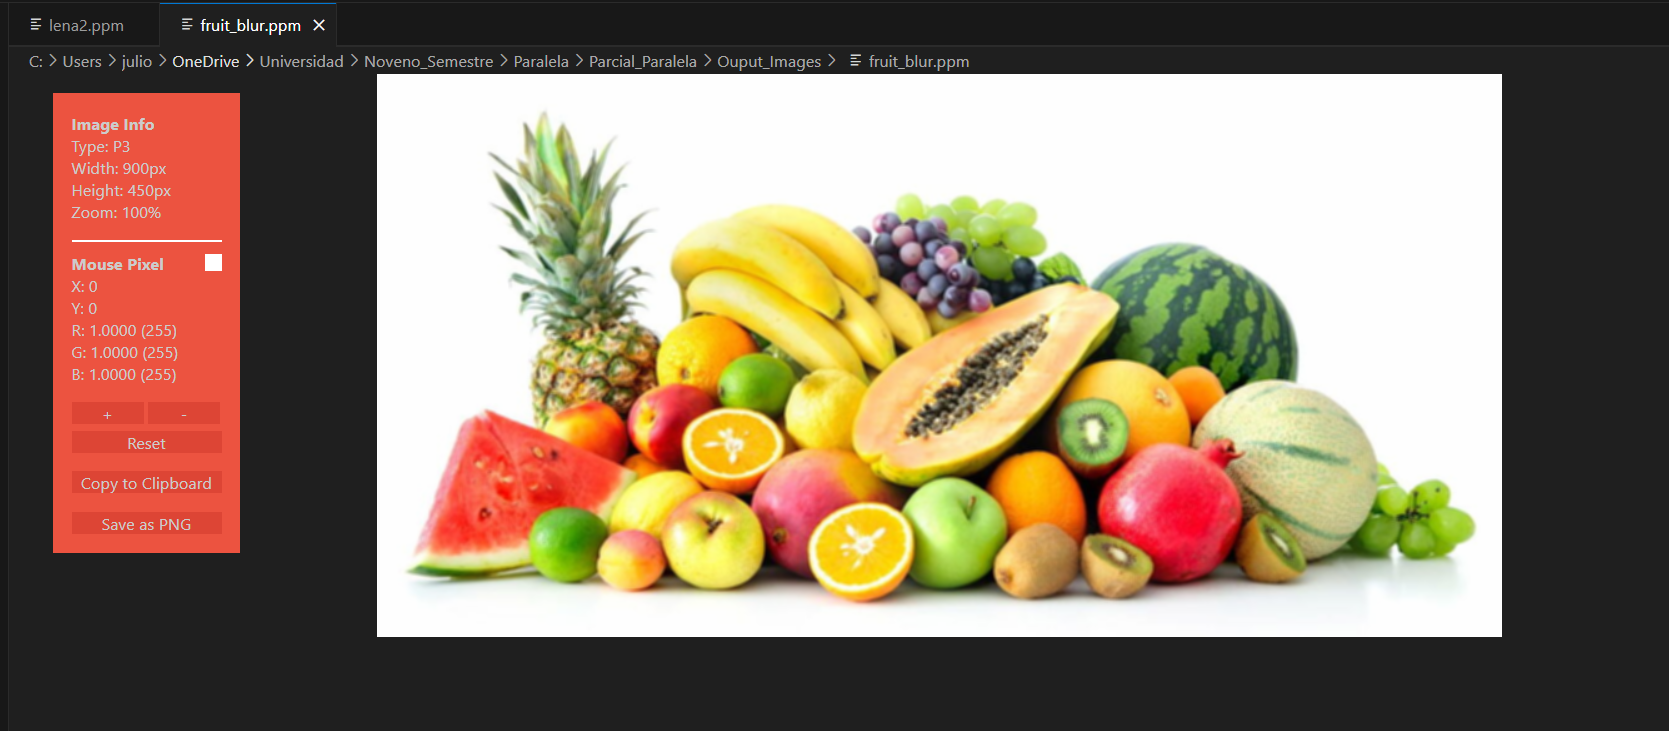 lena2.ppm
fruit_blur.ppm
C: > Users > julio > OneDrive > Universidad > Noveno_Semestre > Paralela > Parcial_Paralela > Ouput_Images > fruit_blur.ppm
Image Info
Type: P3
Width: 900px
Height: 450px
Zoom: 100%
Mouse Pixel
X: 0
Y: 0
R: 1.0000 (255)
G: 1.0000 (255)
B: 1.0000 (255)
+ -
Reset
Copy to Clipboard
Save as PNG